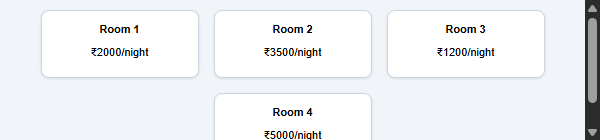 Room 1
₹2000/night
Room 2
₹3500/night
Room 3
₹1200/night
Room 4
₹5000/night